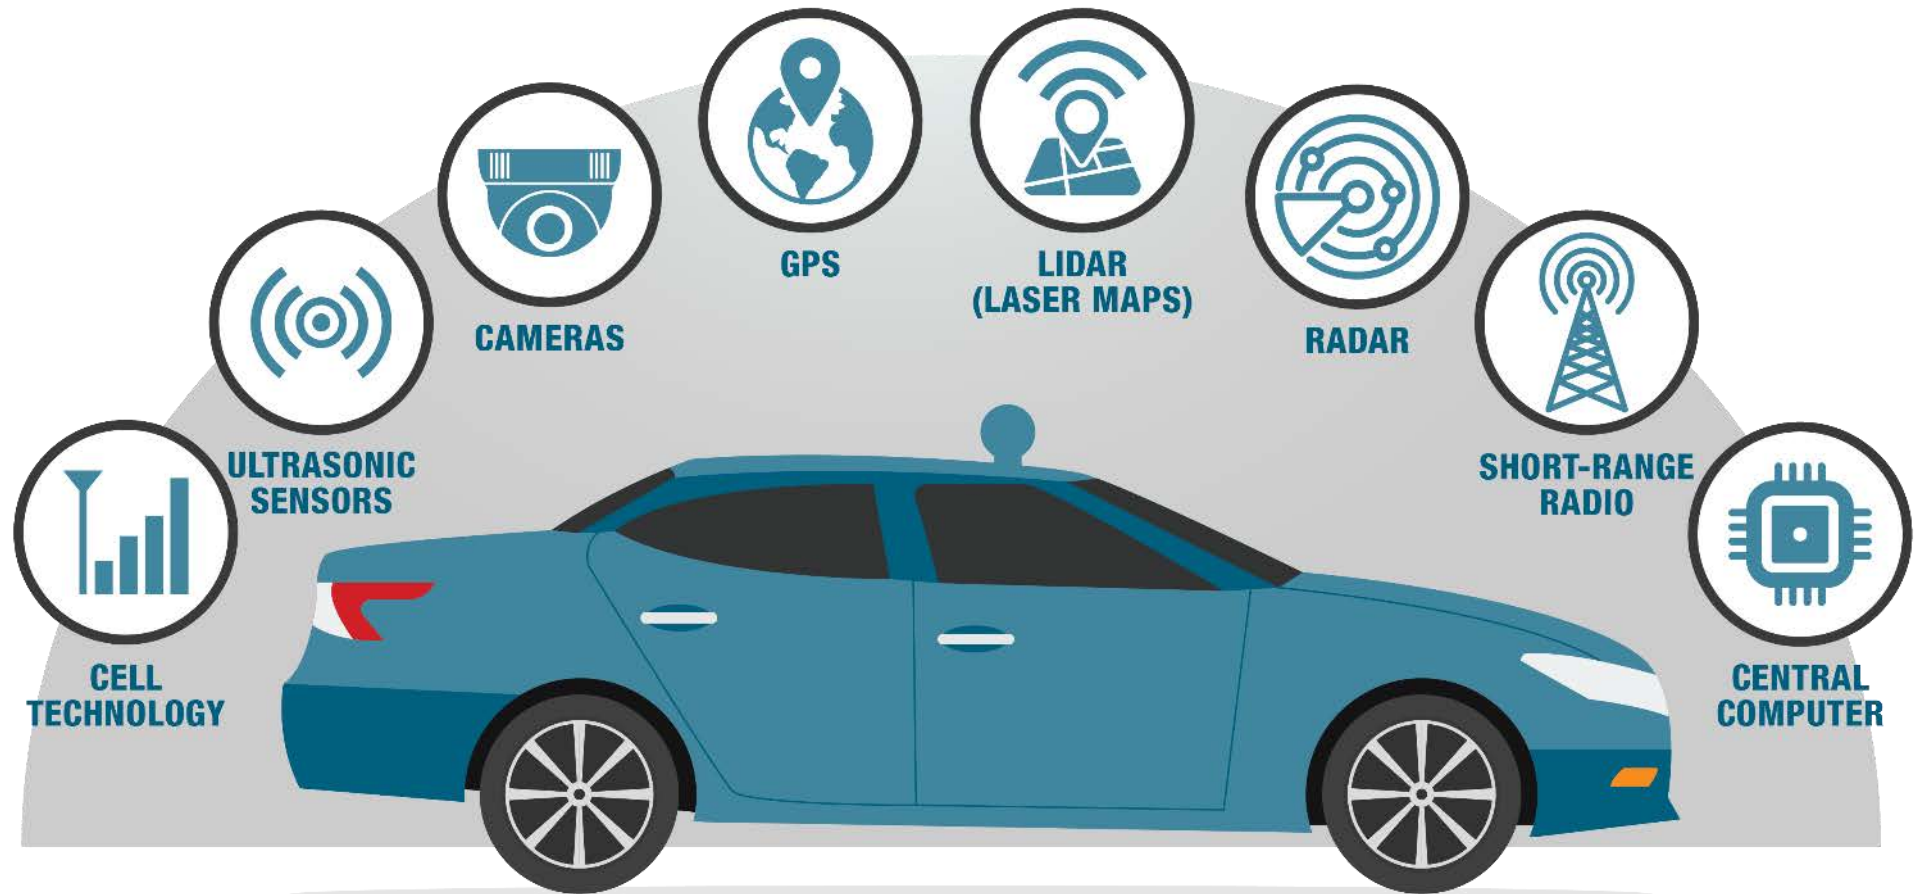 CELL
TECHNOLOGY
ULTRASONIC
SENSORS
CAMERAS
GPS
LIDAR
(LASER MAPS)
RADAR
SHORT-RANGE
RADIO
CENTRAL
COMPUTER